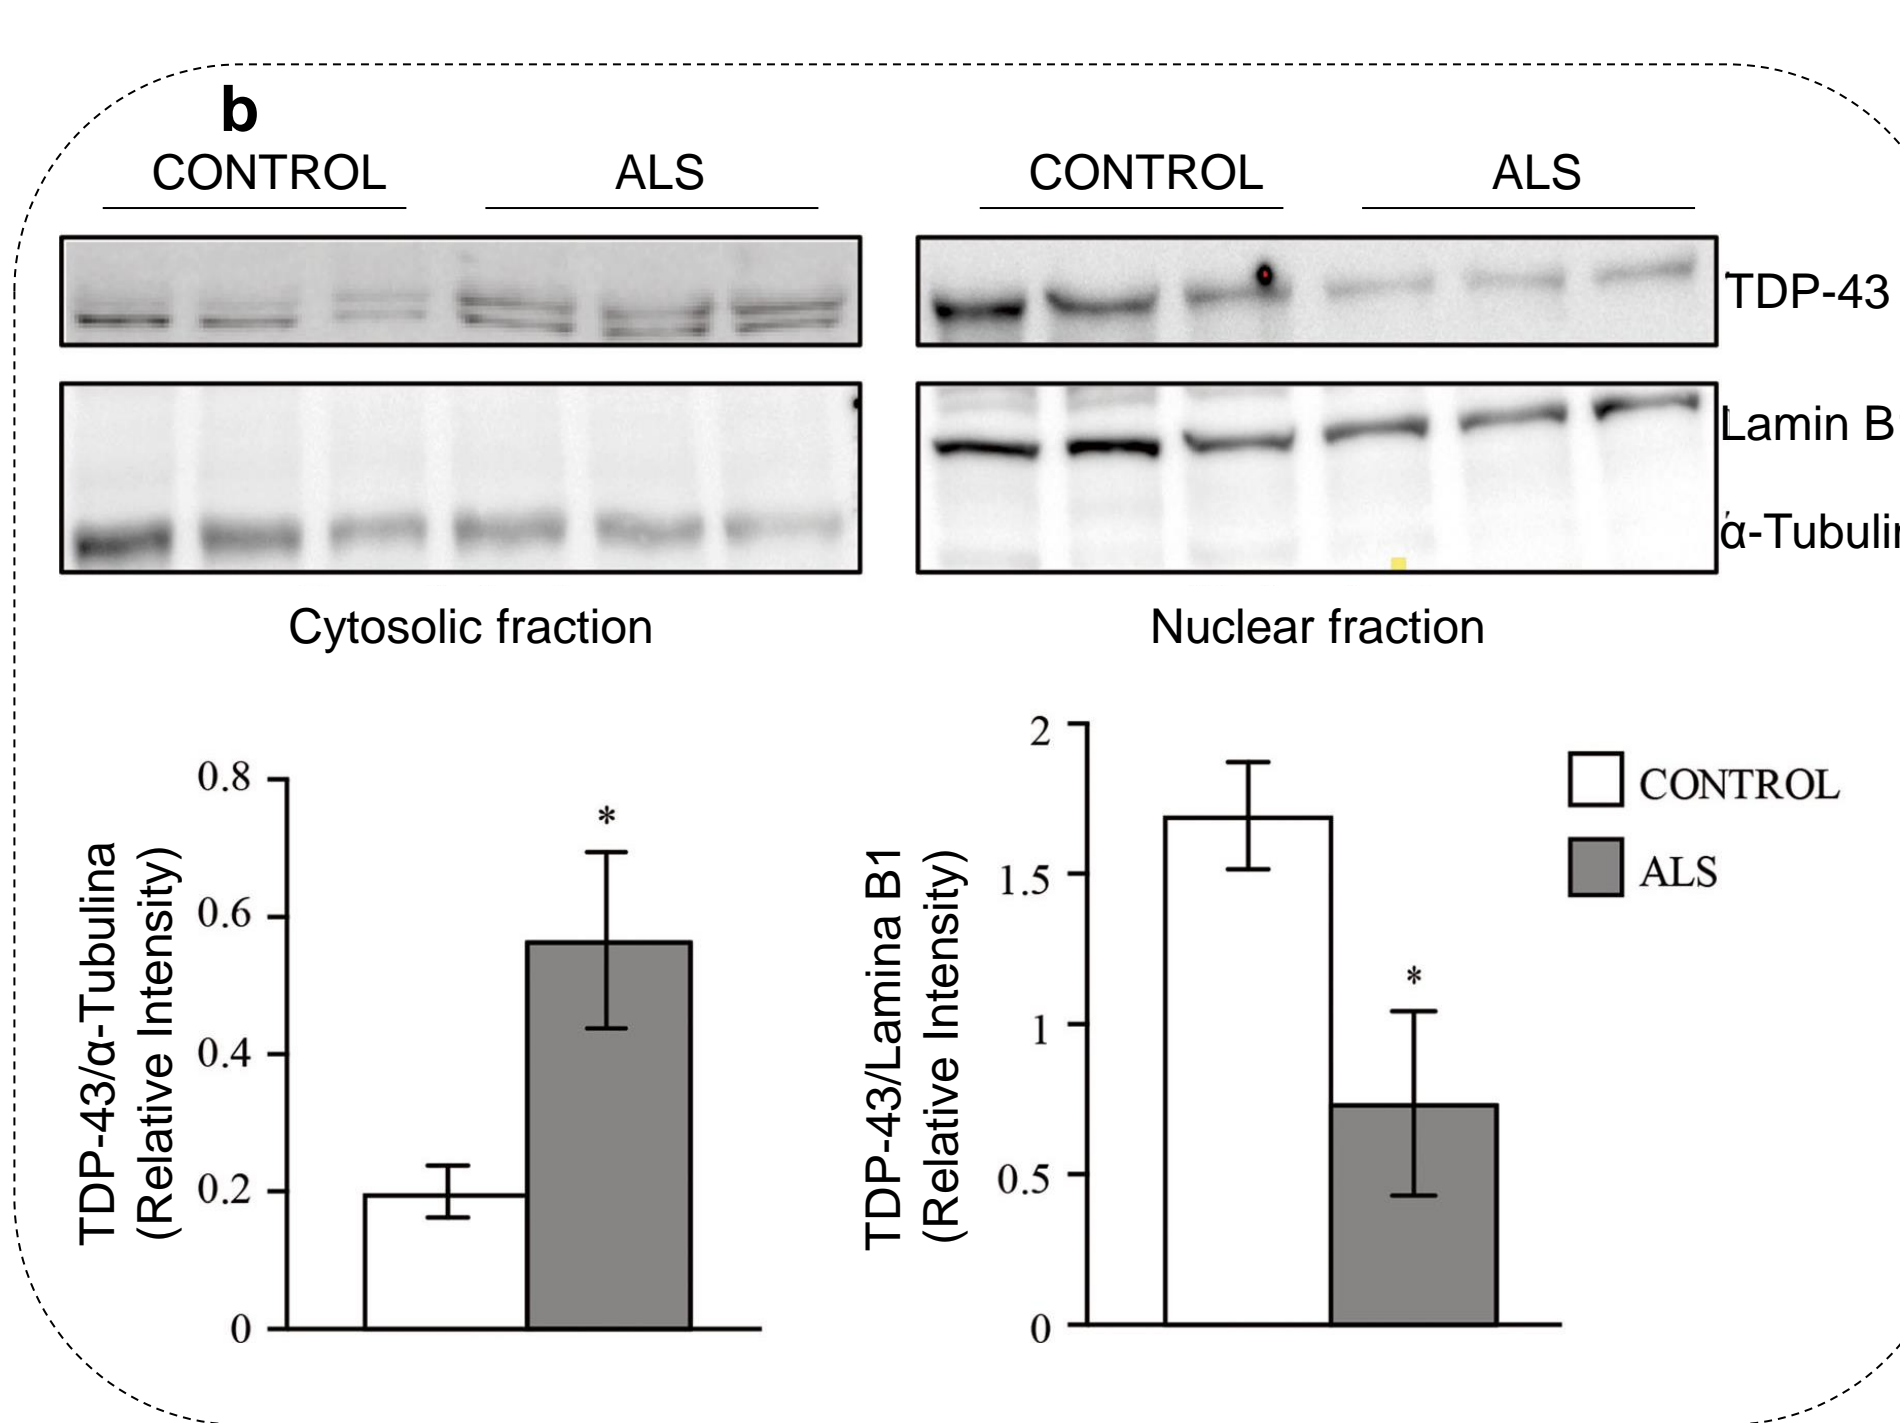 b
CONTROL ALS CONTROL ALS
TDP-43
Lamin B
α-Tubulin
Cytosolic fraction Nuclear fraction
TDP-43/α-Tubulina
(Relative Intensity)
0.8
0.6
0.4
0.2
0
*
TDP-43/Lamina B1
(Relative Intensity)
2
1.5
1
0.5
0
*
CONTROL
ALS